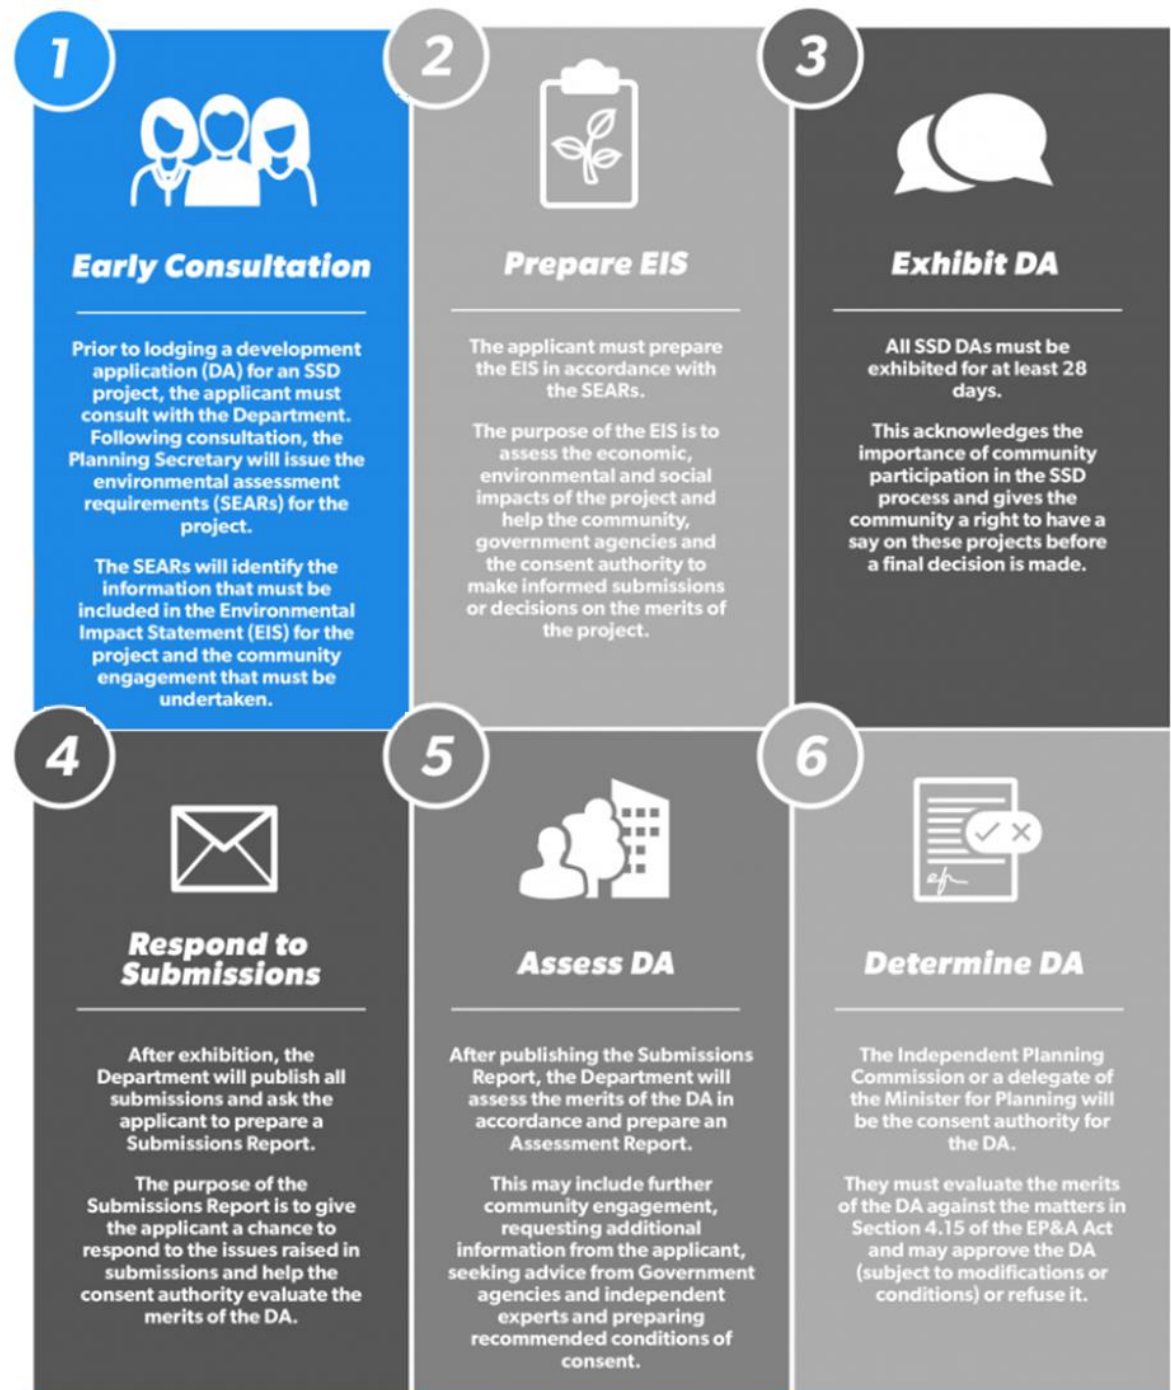 1
Early Consultation
Prior to lodging a development
application (DA) for an SSD
project, the applicant must
consult with the Department.
Following consultation, the
Planning Secretary will issue the
environmental assessment
requirements (SEARs) for the
project.
The SEARs will identify the
information that must be
included in the Environmental
Impact Statement (EIS) for the
project and the community
engagement that must be
undertaken.
2
Prepare EIS
The applicant must prepare
the EIS in accordance with
the SEARs.
The purpose of the EIS is to
assess the economic,
environmental and social
impacts of the project and
help the community,
government agencies and
the consent authority to
make informed submissions
or decisions on the merits of
the project.
3
Exhibit DA
All SSD DAs must be
exhibited for at least 28
days.
This acknowledges the
importance of community
participation in the SSD
process and gives the
community a right to have a
say on these projects before
a final decision is made.
4
Respond to
Submissions
After exhibition, the
Department will publish all
submissions and ask the
applicant to prepare a
Submissions Report.
The purpose of the
Submissions Report is to give
the applicant a chance to
respond to the issues raised in
submissions and help the
consent authority evaluate the
merits of the DA.
5
Assess DA
After publishing the Submissions
Report, the Department will
assess the merits of the DA in
accordance and prepare an
Assessment Report.
This may include further
community engagement,
requesting additional
information from the applicant,
seeking advice from Government
agencies and independent
experts and preparing
recommended conditions of
consent.
6
Determine DA
The Independent Planning
Commission or a delegate of
the Minister for Planning will
be the consent authority for
the DA.
They must evaluate the merits
of the DA against the matters in
Section 4.15 of the EP&A Act
and may approve the DA
(subject to modifications or
conditions) or refuse it.